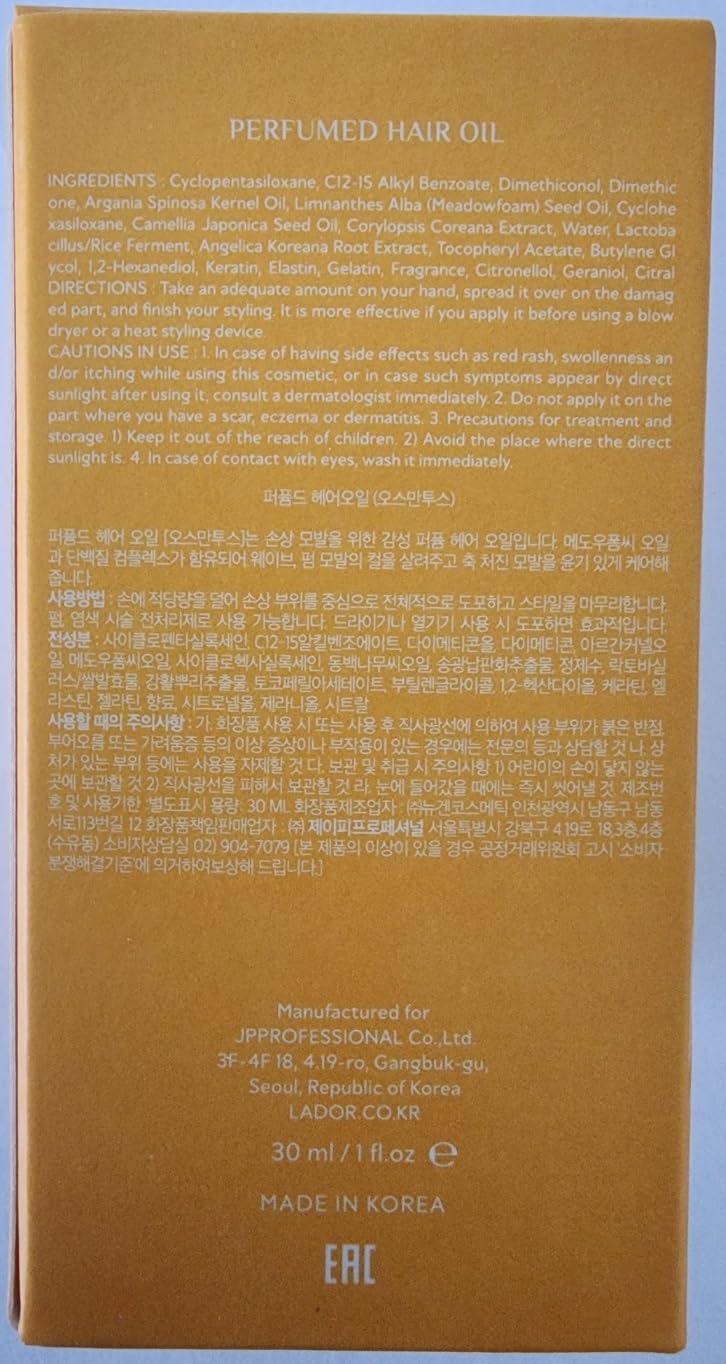 PERFUMED HAIR OIL
INGREDIENTS : Cyclopentasiloxane, C12-15 Alkyl Benzoate, Dimethiconol, Dimethic
one, Argania Spinosa Kernel Oil, Limnanthes Alba (Meadowfoam) Seed Oil, Cyclohe
xasiloxane, Camellia Japonica Seed Oil, Corylopsis Coreana Extract, Water, Lactoba
cillus/Rice Ferment, Angelica Koreana Root Extract, Tocopheryl Acetate, Butylene Gl
ycol, 1,2-Hexanediol, Keratin, Elastin, Gelatin, Fragrance, Citronellol, Geraniol, Citral
DIRECTIONS : Take an adequate amount on your hand, spread it over on the damag
ed part, and finish your styling. It is more effective if you apply it before using a blow
dryer or a heat styling device.
CAUTIONS IN USE : 1. In case of having side effects such as red rash, swollenness an
d/or itching while using this cosmetic, or in case such symptoms appear by direct
sunlight after using it, consult a dermatologist immediately. 2. Do not apply it on the
part where you have a scar, eczema or dermatitis. 3. Precautions for treatment and
storage. 1) Keep it out of the reach of children. 2) Avoid the place where the direct
sunlight is. 4. In case of contact with eyes, wash it immediately.
퍼퓸드 헤어오일 (오스만투스)
퍼퓸드 헤어 오일 [오스만투스]는 손상 모발을 위한 감성 퍼퓸 헤어 오일입니다. 메도우폼씨 오일
과 단백질 컴플렉스가 함유되어 웨이브, 펌 모발의 컬을 살려주고 축 처진 모발을 윤기 있게 케어해
줍니다.
사용방법 : 손에 적당량을 덜어 손상 부위를 중심으로 전체적으로 도포하고 스타일을 마무리합니다.
펌, 염색 시술 전처리제로 사용 가능합니다. 드라이기나 열기기 사용 시 도포하면 효과적입니다.
전성분 : 사이클로펜타실록세인, C12-15알킬벤조에이트, 다이메티콘올, 다이메티콘, 아르간커넬오
일, 메도우폼씨오일, 사이클로헥사실록세인, 동백나무씨오일, 송광납판화추출물, 정제수, 락토바실
러스/쌀발효물, 강활뿌리추출물, 토코페릴아세테이트, 부틸렌글라이콜, 1,2-헥산다이올, 케라틴, 엘
라스틴, 젤라틴, 향료, 시트로넬올, 제라니올, 시트랄
사용할 때의 주의사항 : 가. 화장품 사용 시 또는 사용 후 직사광선에 의하여 사용 부위가 붉은 반점,
부어오름 또는 가려움증 등의 이상 증상이나 부작용이 있는 경우에는 전문의 등과 상담할 것 나. 상
처가 있는 부위 등에는 사용을 자제할 것 다. 보관 및 취급 시 주의사항 1) 어린이의 손이 닿지 않는
곳에 보관할 것 2) 직사광선을 피해서 보관할 것 라. 눈에 들어갔을 때에는 즉시 씻어낼 것. 제조번
호 및 사용기한 :별도표시 용량: 30 ML 화장품제조업자 : ㈜뉴겐코스메틱 인천광역시 남동구 남동
서로113번길 12 화장품책임판매업자 : ㈜ 제이피프로페셔널 서울특별시 강북구 4.19로 18 3층,4층
(수유동) 소비자상담실 02) 904-7079 [본 제품의 이상이 있을 경우 공정거래위원회 고시 '소비자
분쟁해결기준'에 의거하여보상해 드립니다.]
Manufactured for
JPPROFESSIONAL Co.,Ltd.
3F-4F 18, 4.19-ro, Gangbuk-gu,
Seoul, Republic of Korea
LADOR.CO.KR
30 ml / 1 fl.oz ℮
MADE IN KOREA
EAC